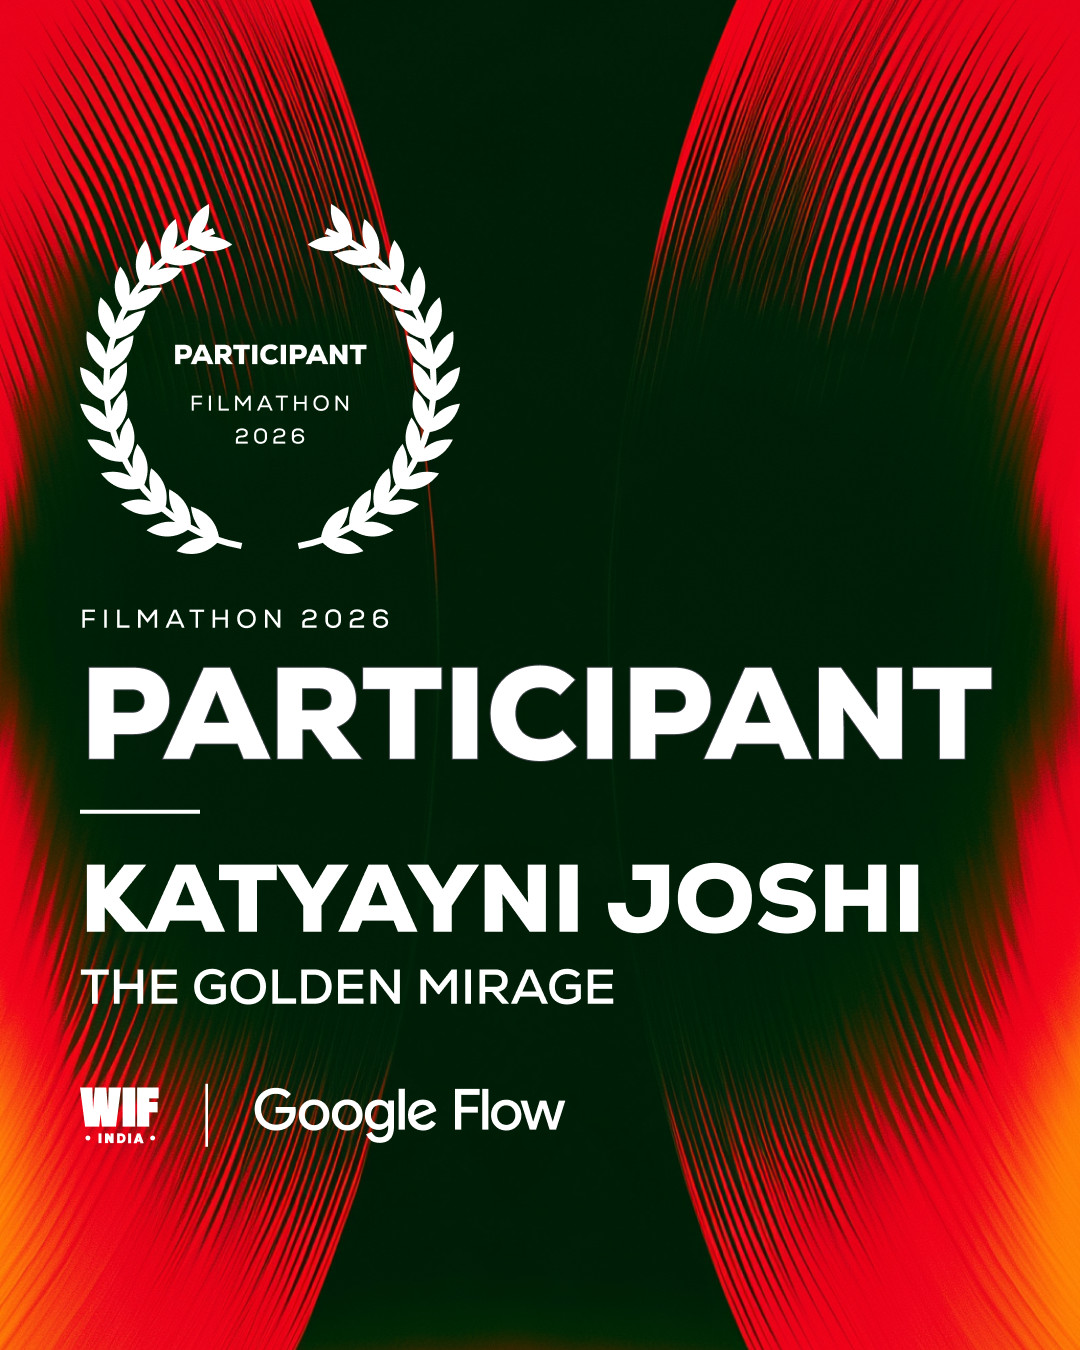 PARTICIPANT
FILMATHON
2026
FILMATHON 2026
PARTICIPANT
KATYAYNI JOSHI
THE GOLDEN MIRAGE
WIF
• INDIA •
Google Flow